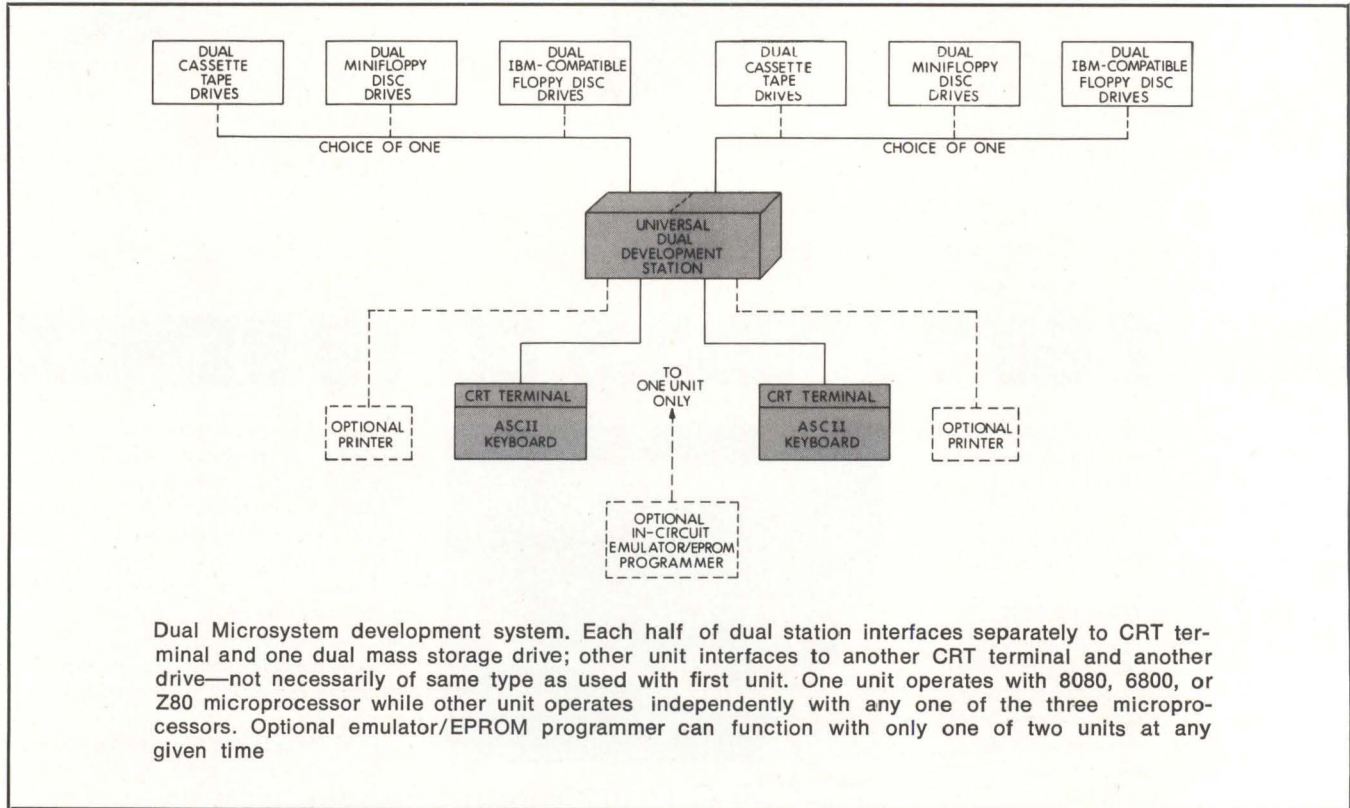 DUAL
CASSETTE
TAPE
DRIVES
DUAL
MINIFLOPPY
DISC
DRIVES
DUAL
IBM-COMPATIBLE
FLOPPY DISC
DRIVES
DUAL
CASSETTE
TAPE
DRIVES
DUAL
MINIFLOPPY
DISC
DRIVES
DUAL
IBM-COMPATIBLE
FLOPPY DISC
DRIVES
CHOICE OF ONE
CHOICE OF ONE
UNIVERSAL
DUAL
DEVELOPMENT
STATION
TO
ONE UNIT
ONLY
CRT TERMINAL
ASCII
KEYBOARD
CRT TERMINAL
ASCII
KEYBOARD
OPTIONAL
PRINTER
OPTIONAL
PRINTER
OPTIONAL
IN-CIRCUIT
EMULATOR/EPROM
PROGRAMMER
Dual Microsystem development system. Each half of dual station interfaces separately to CRT ter-
minal and one dual mass storage drive; other unit interfaces to another CRT terminal and another
drive—not necessarily of same type as used with first unit. One unit operates with 8080, 6800, or
Z80 microprocessor while other unit operates independently with any one of the three micropro-
cessors. Optional emulator/EPROM programmer can function with only one of two units at any
given time